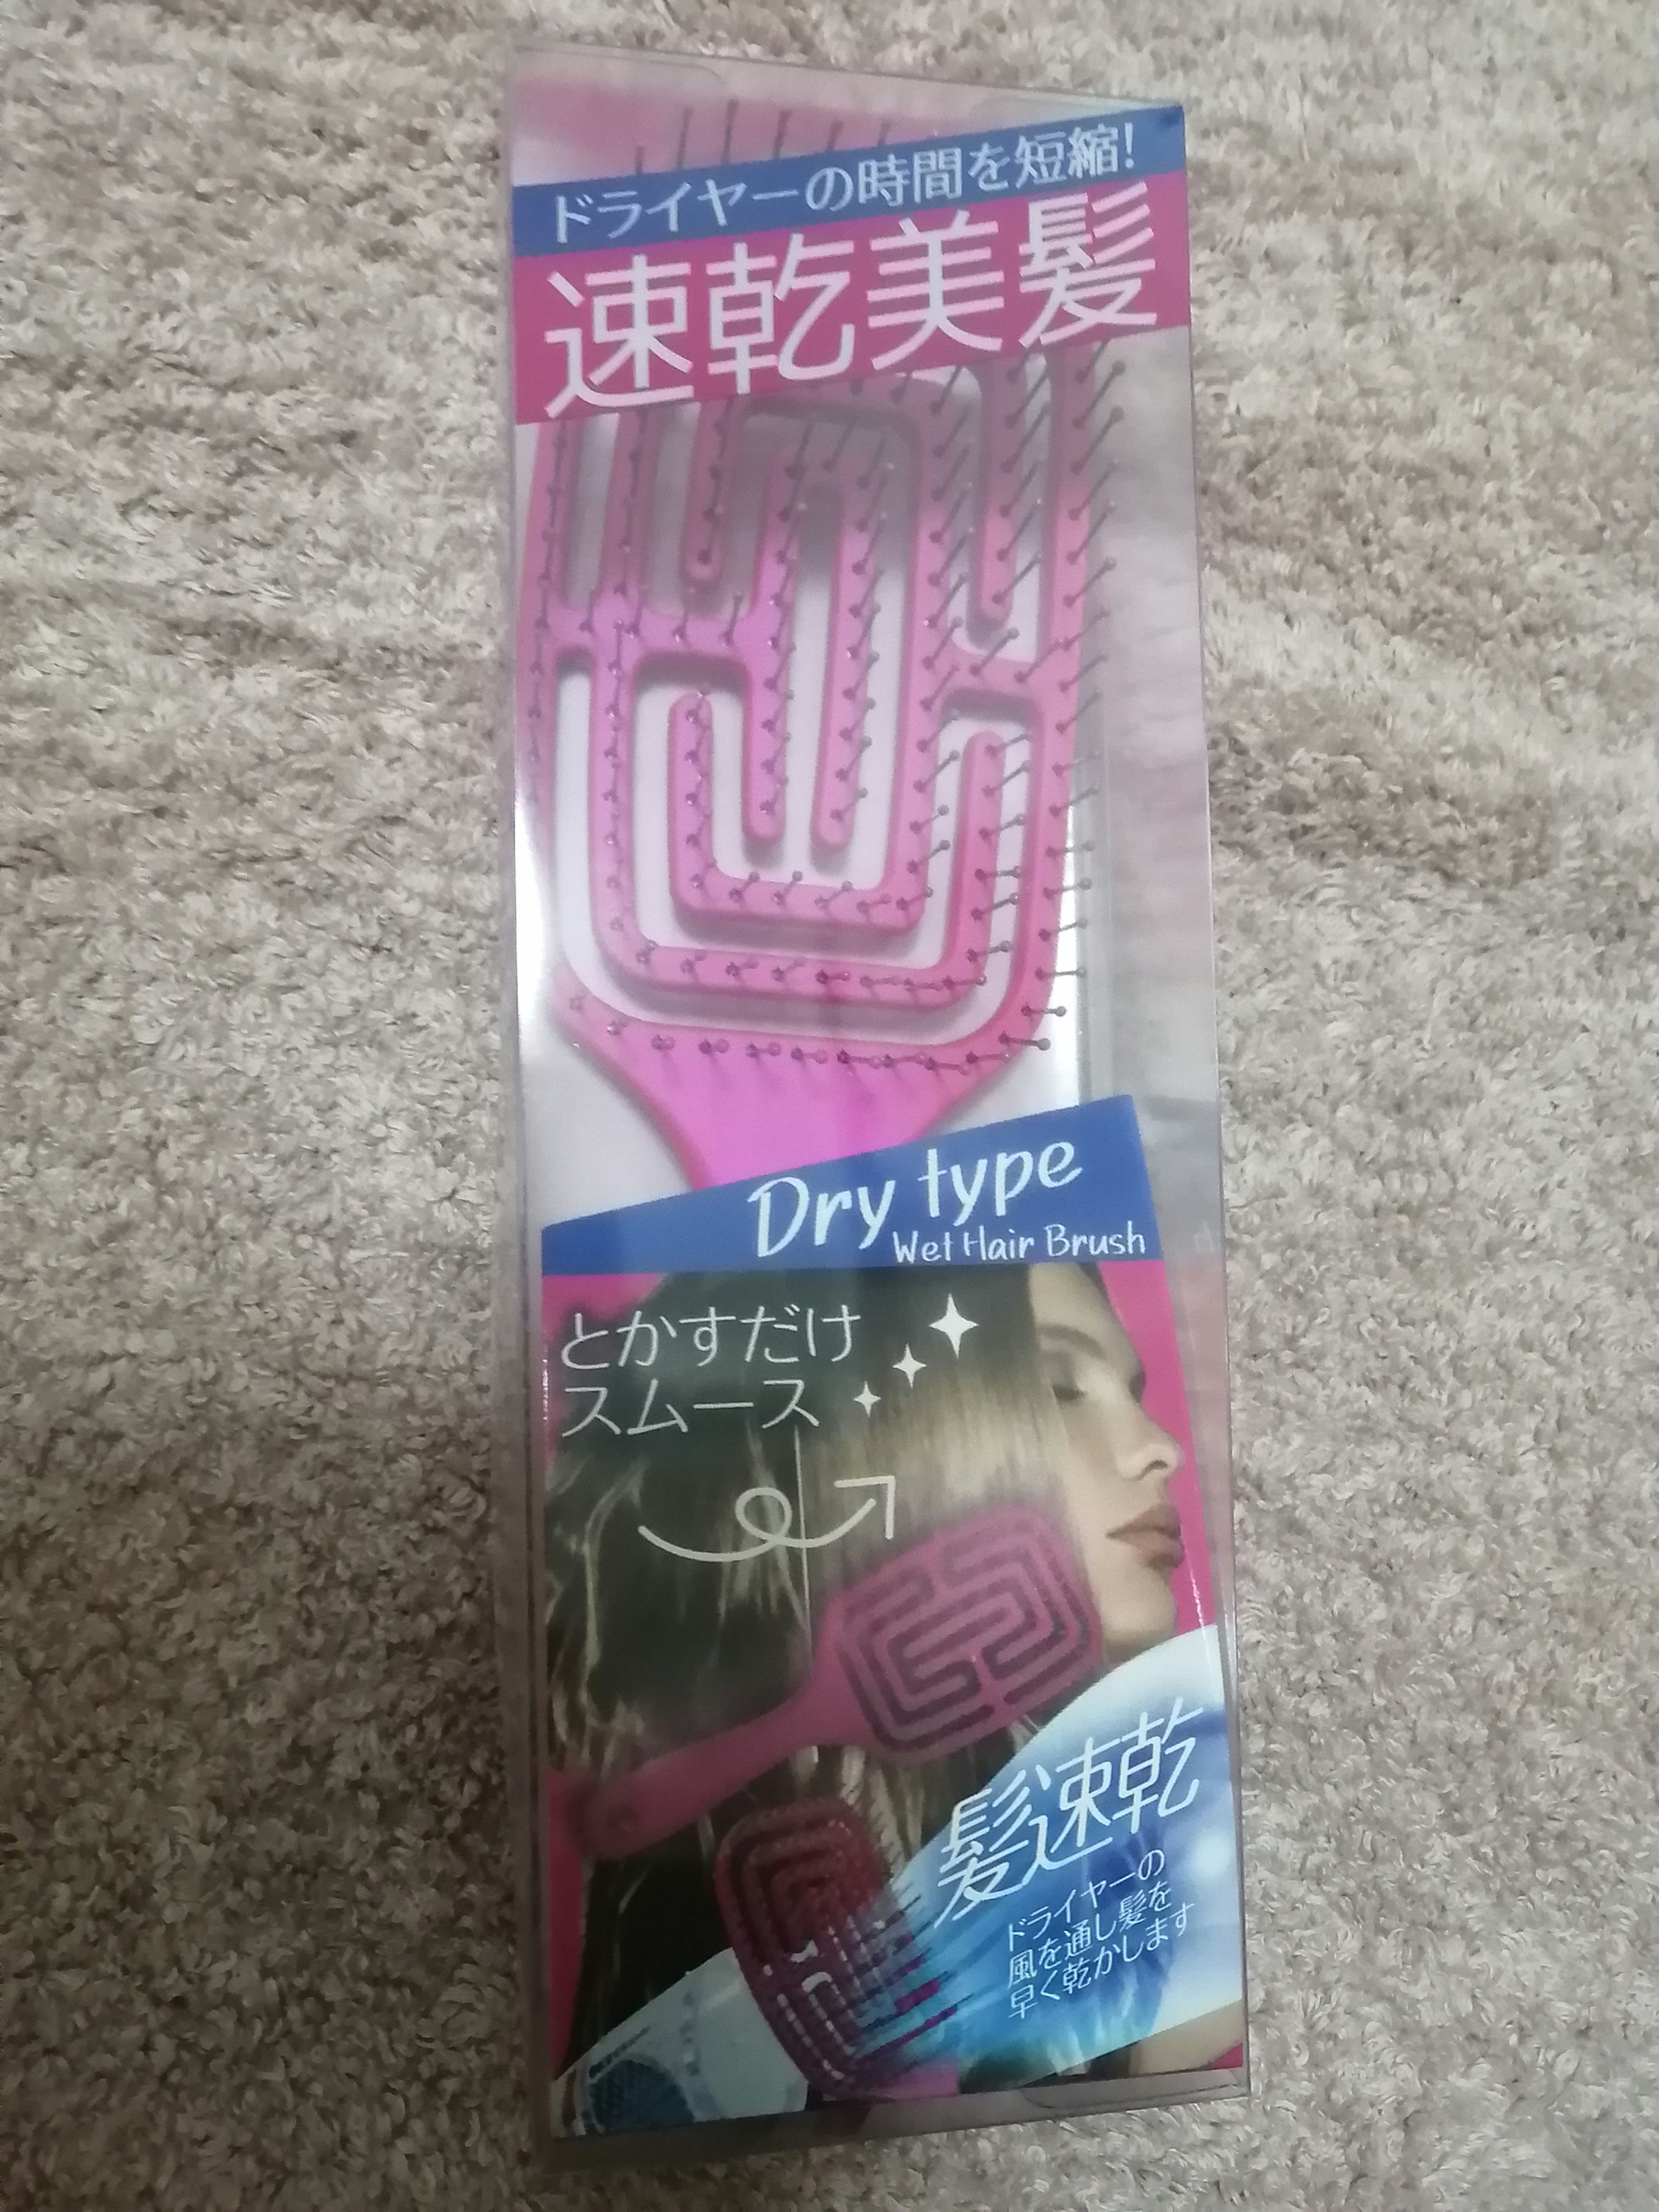 ドライヤーの時間を短縮!
速乾美髪
Dry type
Wet Hair Brush
とかすだけ
スムース
髪速乾
ドライヤーの
風を通し髪を
早く乾かします